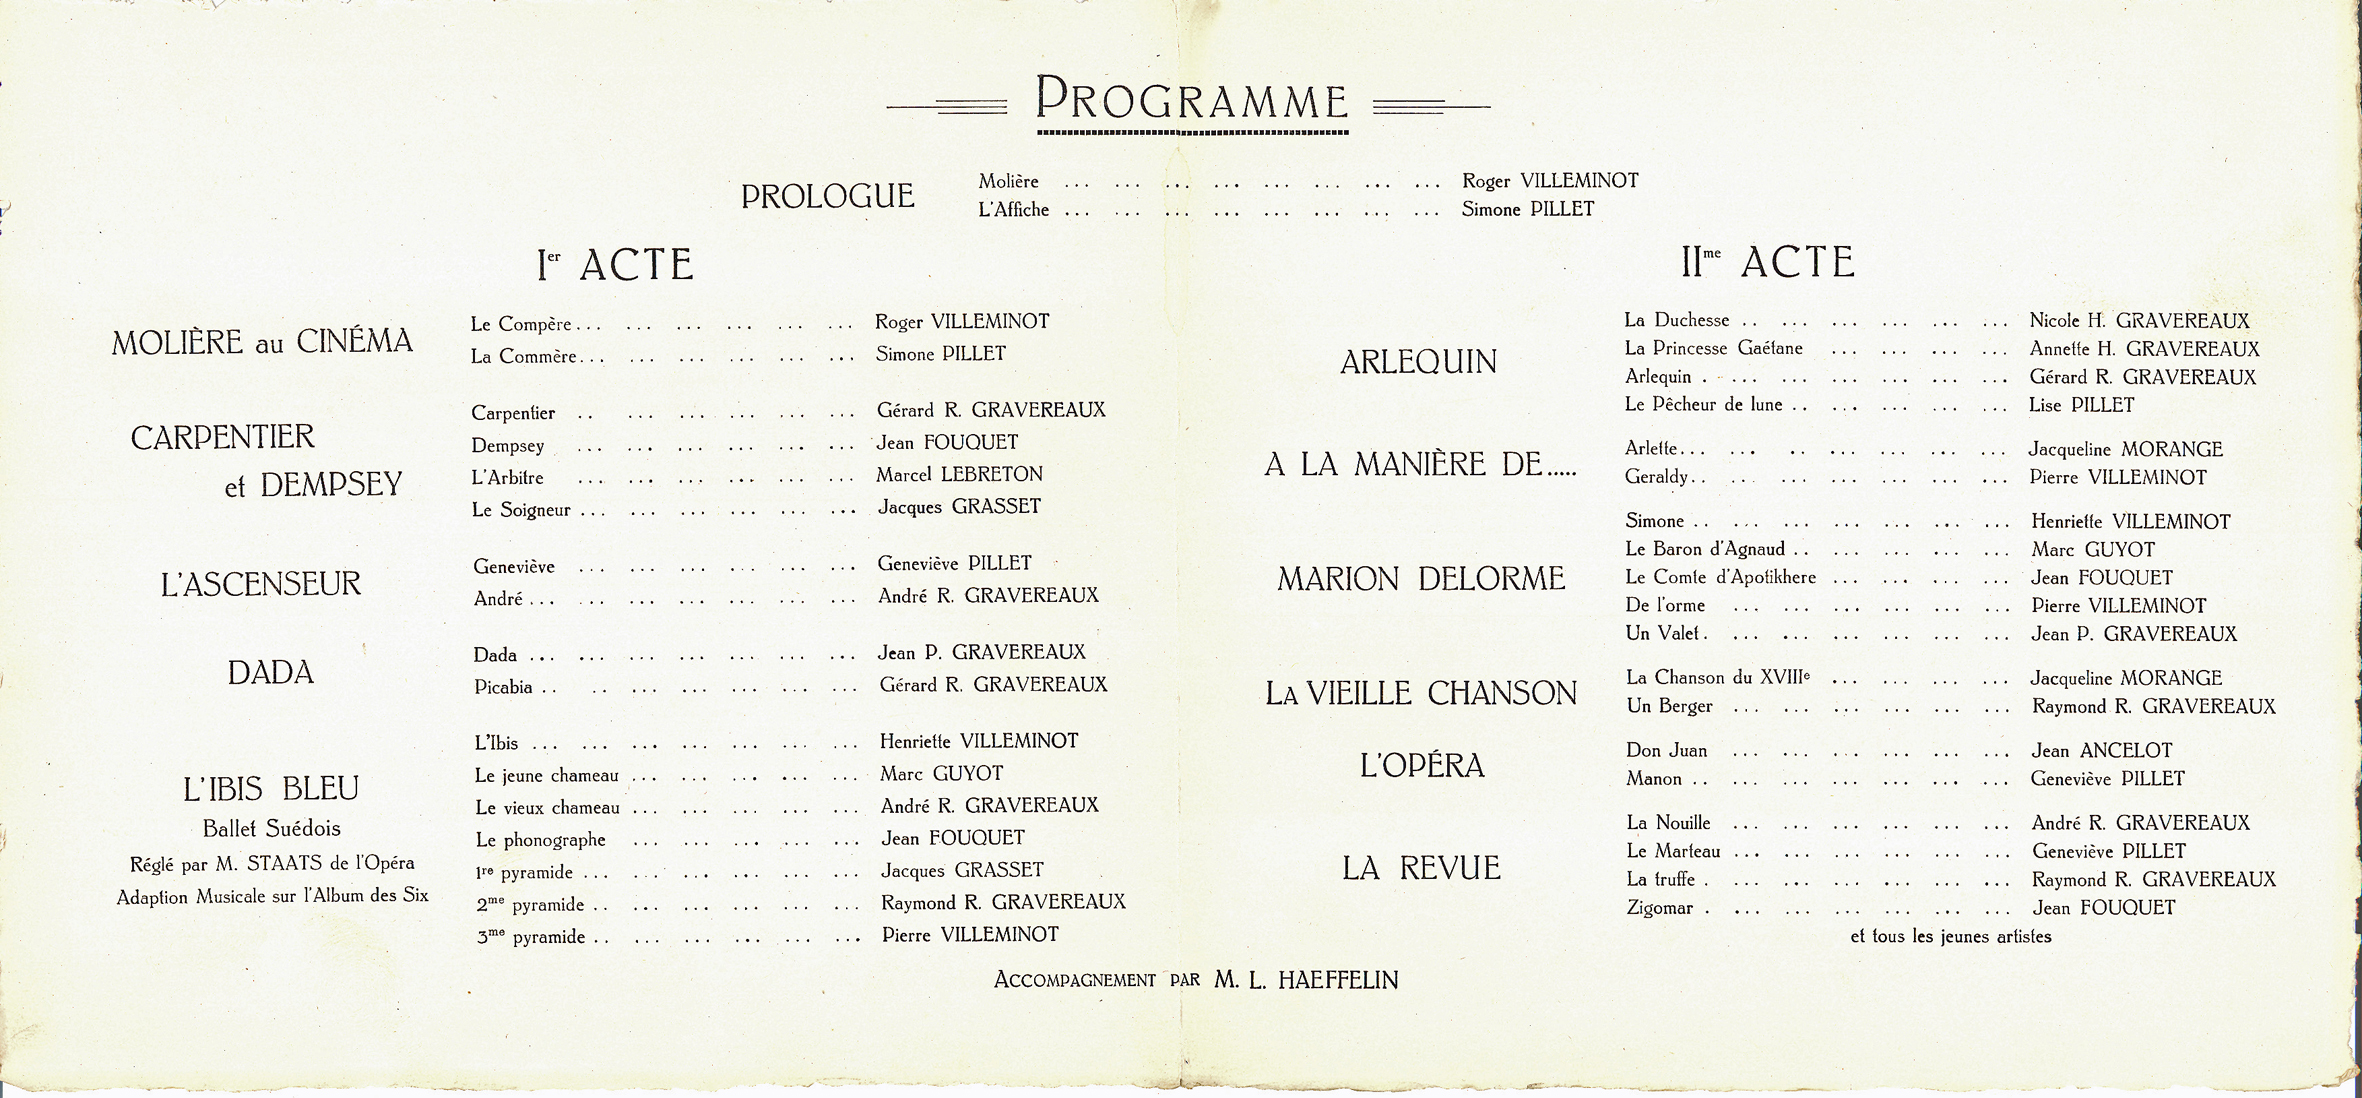 PROGRAMME
PROLOGUE
Molière ... ... ... ... ... ... ... ... Roger VILLEMINOT
L'Affiche ... ... ... ... ... ... ... ... Simone PILLET
Ier ACTE
MOLIÈRE au CINÉMA
Le Compère... ... ... ... ... ... Roger VILLEMINOT
La Commère... ... ... ... ... ... Simone PILLET
CARPENTIER
et DEMPSEY
Carpentier .. ... ... ... ... ... Gérard R. GRAVEREAUX
Dempsey ... ... ... ... ... ... Jean FOUQUET
L'Arbitre ... ... ... ... ... ... Marcel LEBRETON
Le Soigneur ... ... ... ... ... ... Jacques GRASSET
L'ASCENSEUR
Geneviève ... ... ... ... ... ... Geneviève PILLET
André ... ... ... ... ... ... ... André R. GRAVEREAUX
DADA
Dada ... ... ... ... ... ... ... Jean P. GRAVEREAUX
Picabia .. .. ... ... ... ... ... Gérard R. GRAVEREAUX
L'IBIS BLEU
Ballet Suédois
Réglé par M. STAATS de l'Opéra
Adaption Musicale sur l'Album des Six
L'Ibis ... ... ... ... ... ... ... Henriette VILLEMINOT
Le jeune chameau ... ... ... ... ... Marc GUYOT
Le vieux chameau ... ... ... ... ... André R. GRAVEREAUX
Le phonographe ... ... ... ... ... Jean FOUQUET
1re pyramide ... ... ... ... ... ... Jacques GRASSET
2me pyramide .. ... ... ... ... ... Raymond R. GRAVEREAUX
3me pyramide .. ... ... ... ... ... Pierre VILLEMINOT
IIme ACTE
ARLEQUIN
La Duchesse .. ... ... ... ... ... Nicole H. GRAVEREAUX
La Princesse Gaétane ... ... ... ... Annette H. GRAVEREAUX
Arlequin . ... ... ... ... ... ... Gérard R. GRAVEREAUX
Le Pêcheur de lune .. ... ... ... ... Lise PILLET
A LA MANIÈRE DE.....
Arlette... ... .. ... ... ... ... Jacqueline MORANGE
Geraldy.. ... ... ... ... ... ... Pierre VILLEMINOT
MARION DELORME
Simone .. ... ... ... ... ... ... Henriette VILLEMINOT
Le Baron d'Agnaud .. ... ... ... ... Marc GUYOT
Le Comte d'Apotikhere ... ... ... ... Jean FOUQUET
De l'orme ... ... ... ... ... ... Pierre VILLEMINOT
Un Valet. ... ... ... ... ... ... Jean P. GRAVEREAUX
LA VIEILLE CHANSON
La Chanson du XVIIIe ... ... ... ... Jacqueline MORANGE
Un Berger ... ... ... ... ... ... Raymond R. GRAVEREAUX
L'OPÉRA
Don Juan ... ... ... ... ... ... Jean ANCELOT
Manon .. ... ... ... ... ... ... Geneviève PILLET
LA REVUE
La Nouille ... ... ... ... ... ... André R. GRAVEREAUX
Le Marteau ... ... ... ... ... ... Geneviève PILLET
La truffe . ... ... ... ... ... ... Raymond R. GRAVEREAUX
Zigomar . ... ... ... ... ... ... Jean FOUQUET
et tous les jeunes artistes
ACCOMPAGNEMENT PAR M. L. HAEFFELIN